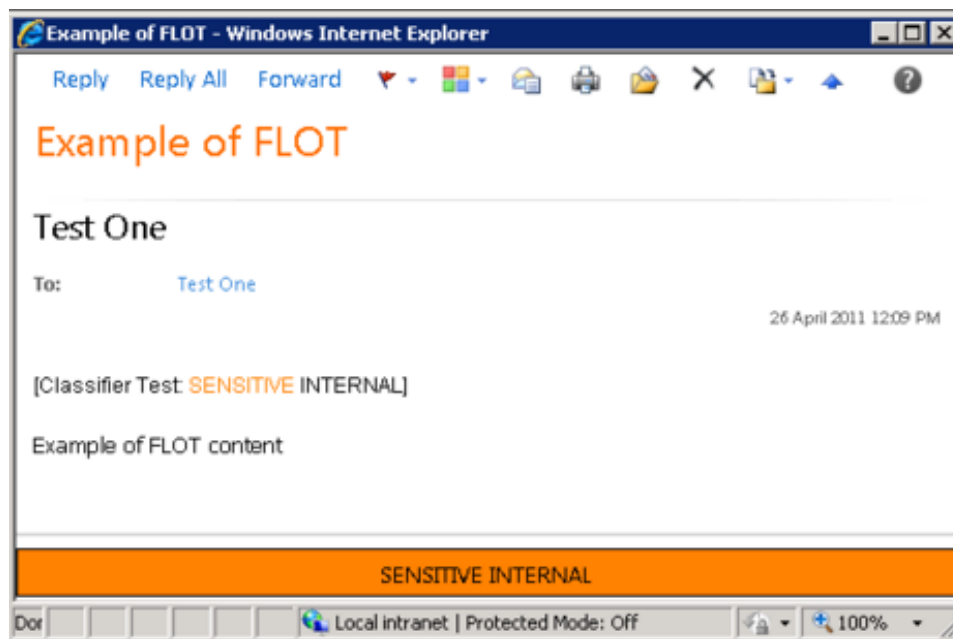 Example of FLOT - Windows Internet Explorer
Reply Reply All Forward
Example of FLOT
Test One
To: Test One
26 April 2011 12:09 PM
[Classifier Test: SENSITIVE INTERNAL]
Example of FLOT content
SENSITIVE INTERNAL
Dor Local intranet | Protected Mode: Off 100%